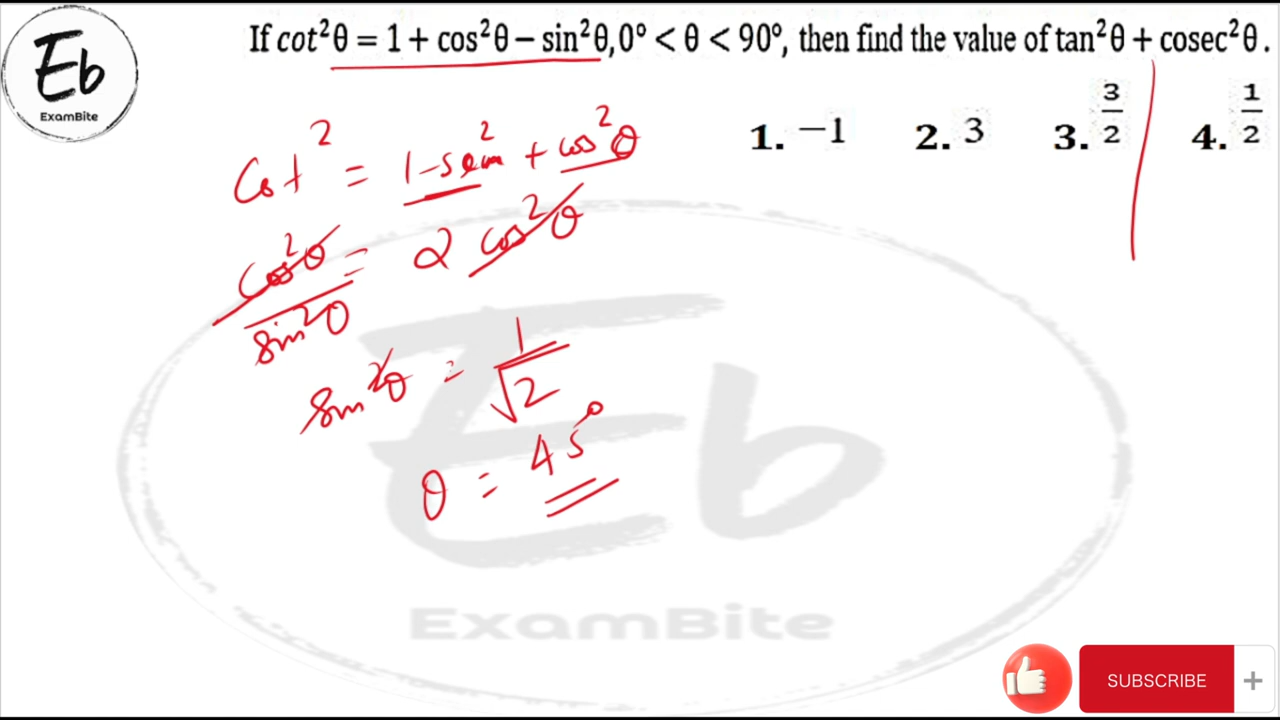 Eb
ExamBite
If cot²θ = 1 + cos²θ − sin²θ, 0° < θ < 90°, then find the value of tan²θ + cosec²θ.
1. −1 2. 3 3. 3/2 4. 1/2
Cot² = 1 − sin² + cos²θ
cos²θ/sin²θ = 2 cos²θ
sin²θ = 1/√2
θ = 45°
Eb
ExamBite
SUBSCRIBE +